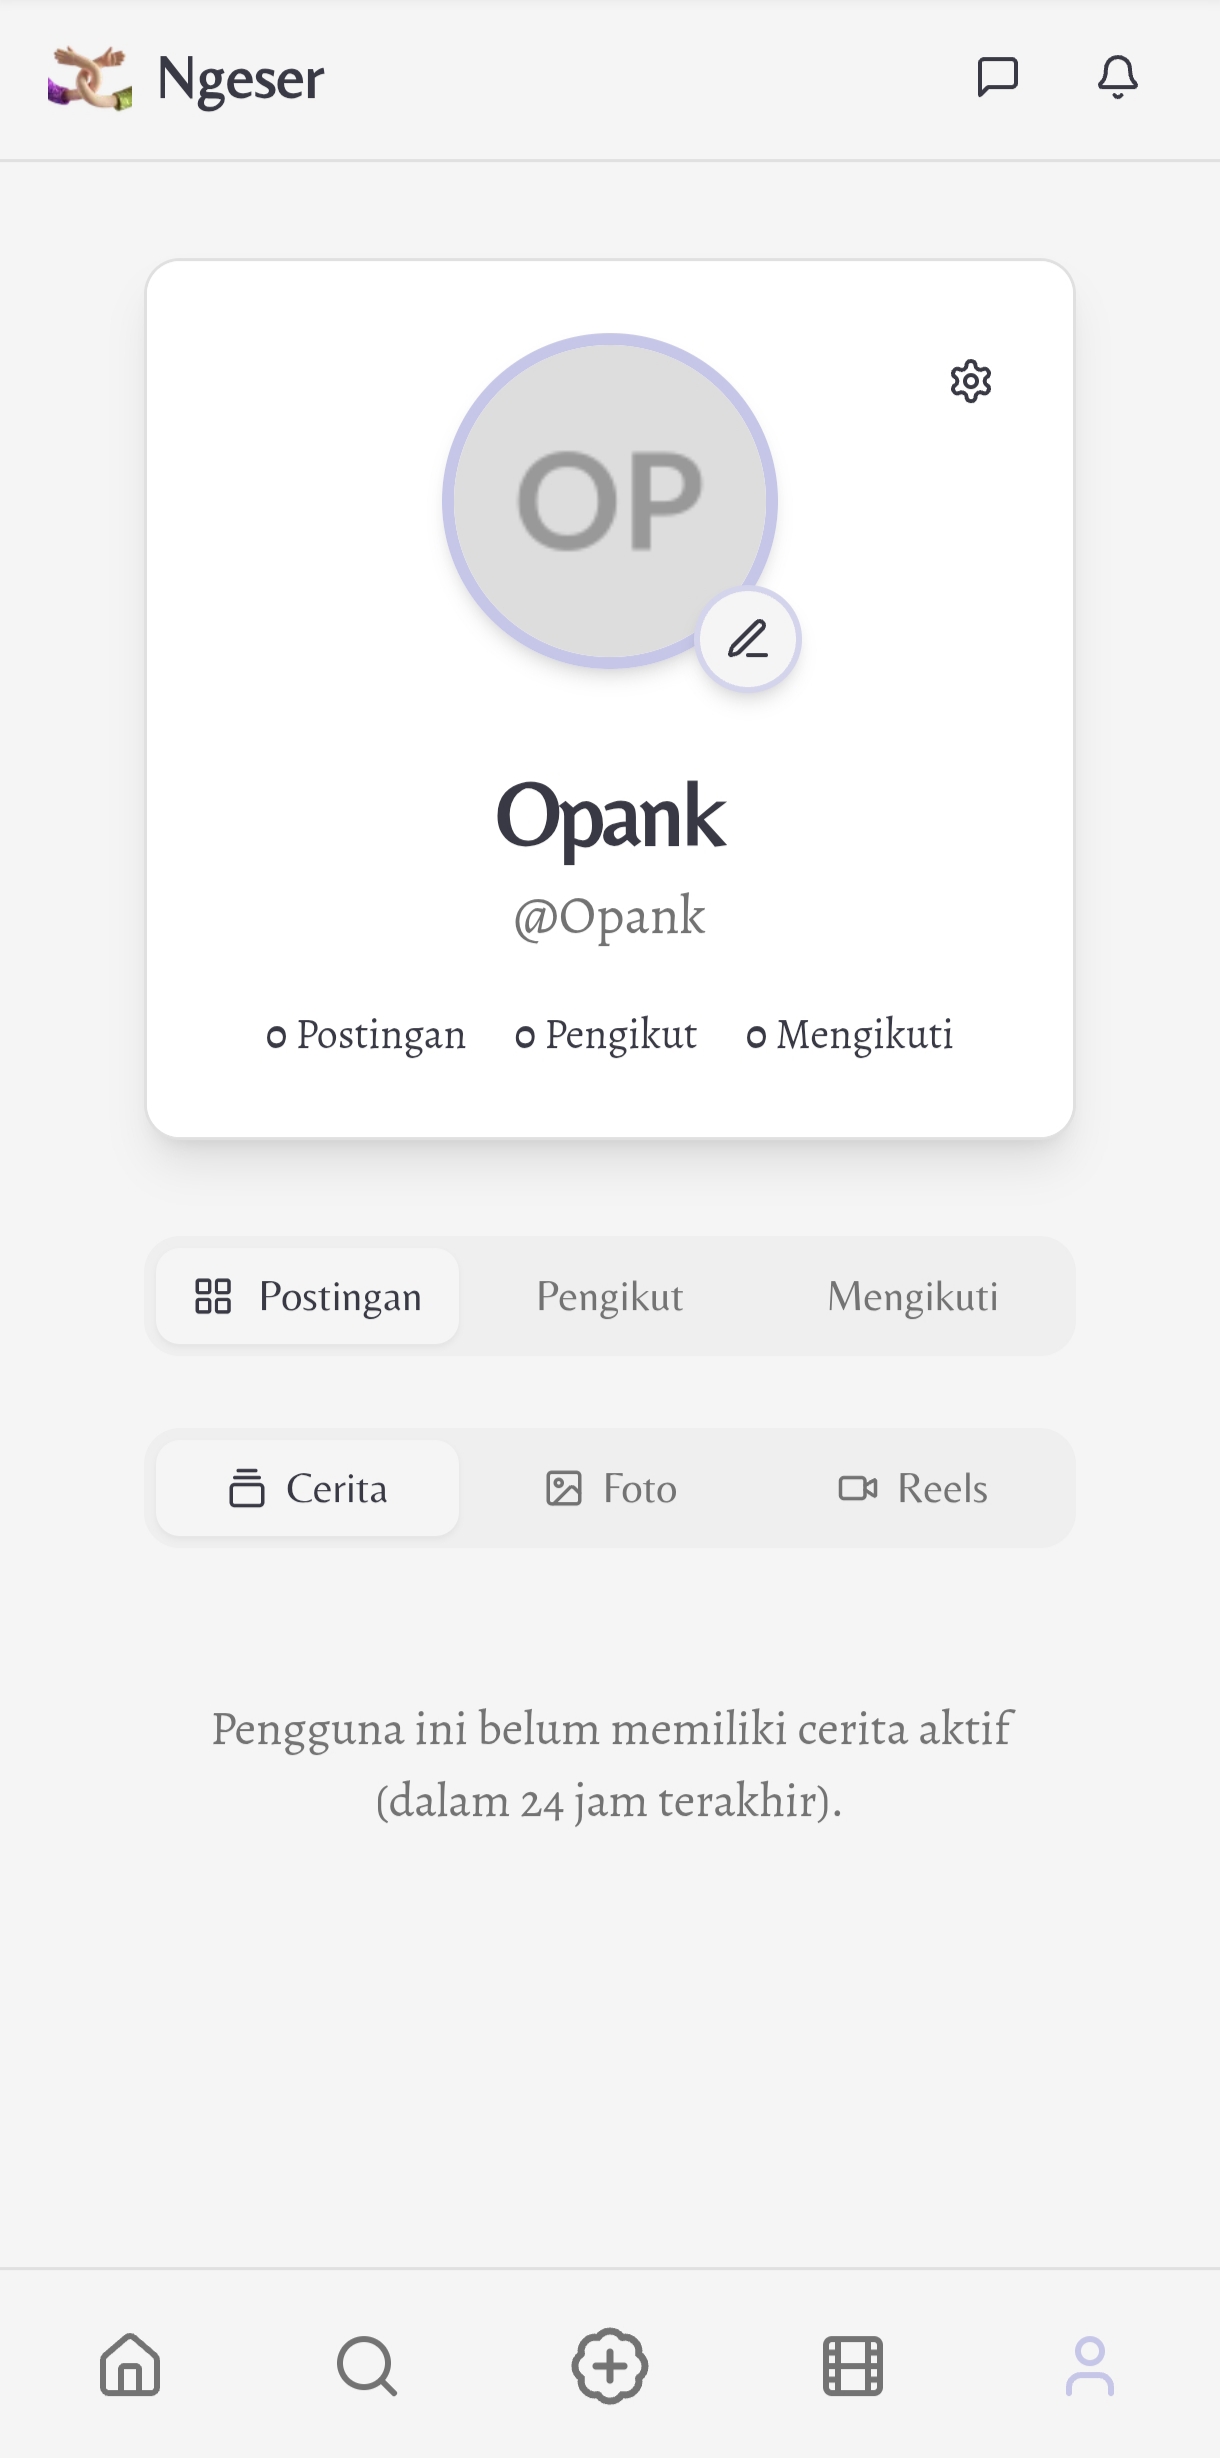 Ngeser
OP
Opank
@Opank
0 Postingan 0 Pengikut 0 Mengikuti
Postingan Pengikut Mengikuti
Cerita Foto Reels
Pengguna ini belum memiliki cerita aktif
(dalam 24 jam terakhir).